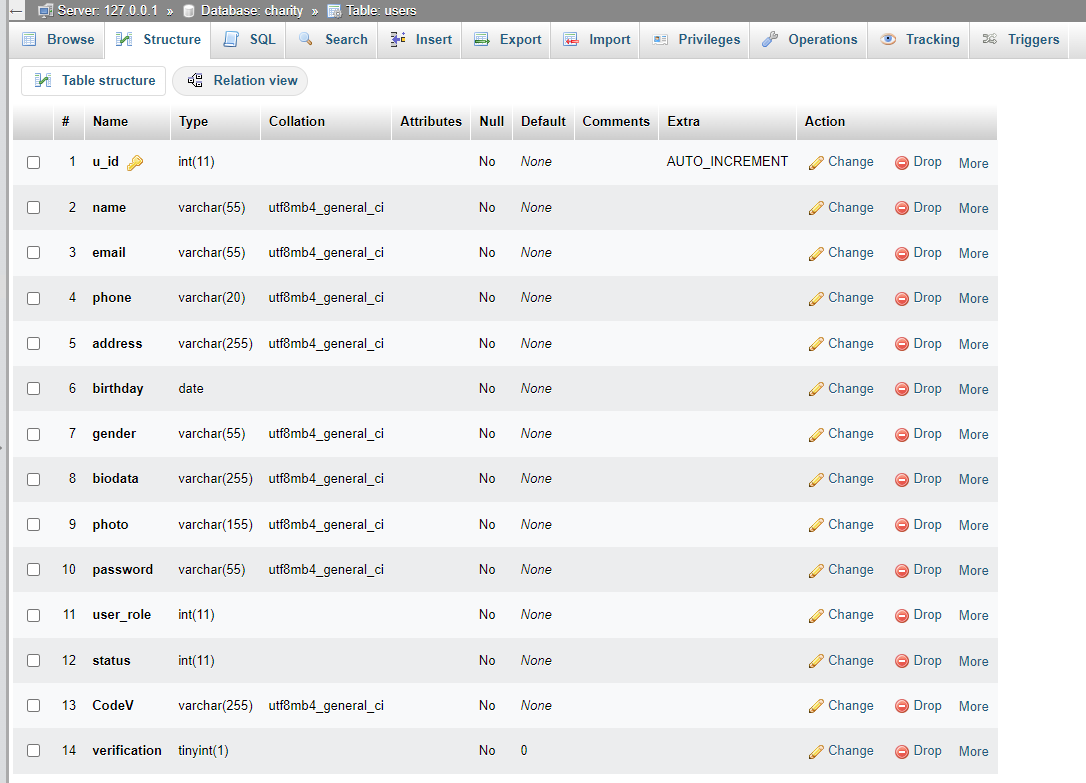 Server: 127.0.0.1 » Database: charity » Table: users
Browse Structure SQL Search Insert Export Import Privileges Operations Tracking Triggers
Table structure Relation view
# Name Type Collation Attributes Null Default Comments Extra Action
1 u_id int(11) No None AUTO_INCREMENT Change Drop More
2 name varchar(55) utf8mb4_general_ci No None Change Drop More
3 email varchar(55) utf8mb4_general_ci No None Change Drop More
4 phone varchar(20) utf8mb4_general_ci No None Change Drop More
5 address varchar(255) utf8mb4_general_ci No None Change Drop More
6 birthday date No None Change Drop More
7 gender varchar(55) utf8mb4_general_ci No None Change Drop More
8 biodata varchar(255) utf8mb4_general_ci No None Change Drop More
9 photo varchar(155) utf8mb4_general_ci No None Change Drop More
10 password varchar(55) utf8mb4_general_ci No None Change Drop More
11 user_role int(11) No None Change Drop More
12 status int(11) No None Change Drop More
13 CodeV varchar(255) utf8mb4_general_ci No None Change Drop More
14 verification tinyint(1) No 0 Change Drop More